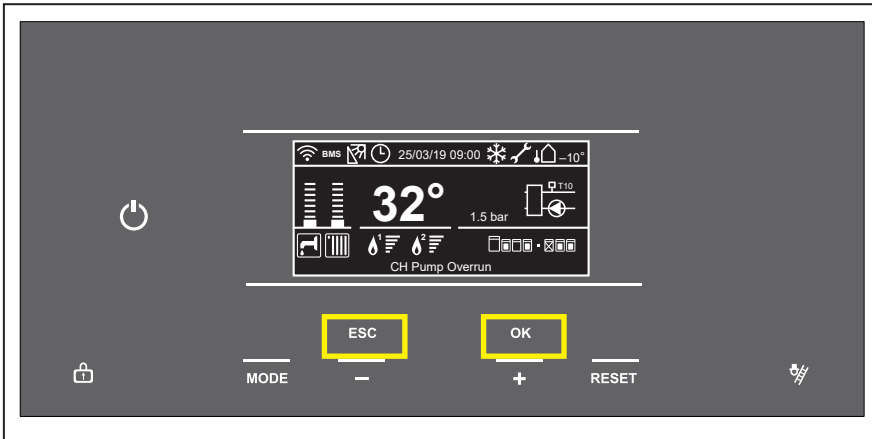 BMS 25/03/19 09:00 –10°
T10
32°
1.5 bar
1 2
CH Pump Overrun
ESC OK
MODE – + RESET